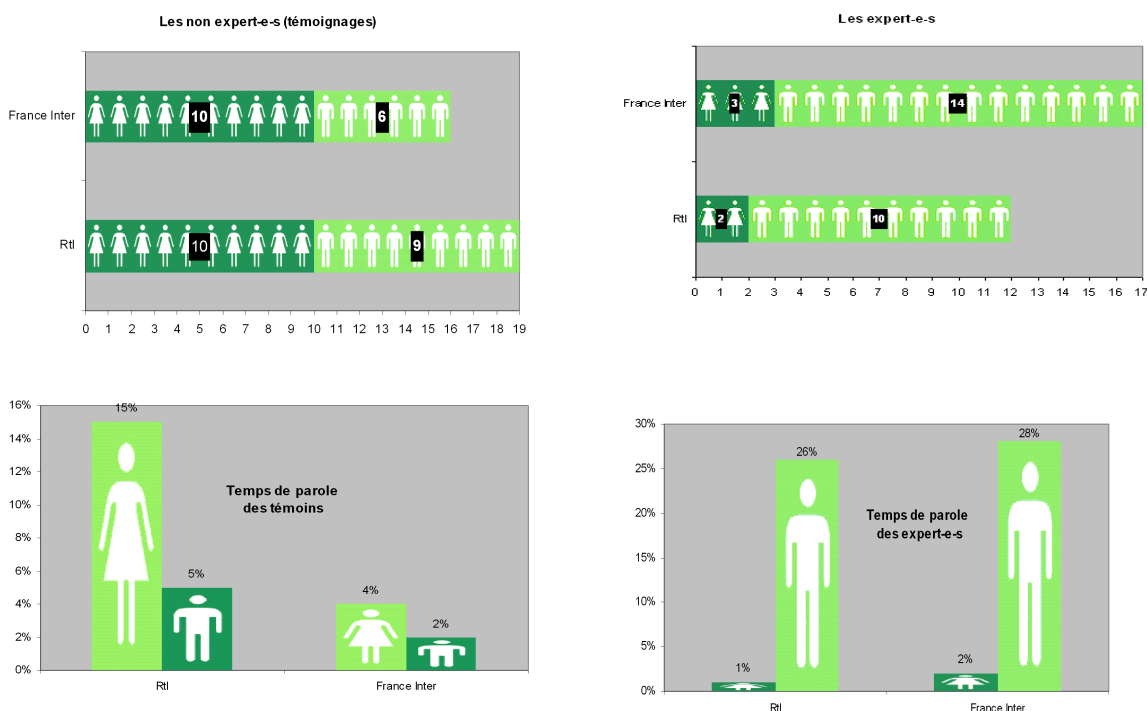 Les non expert-e-s (témoignages)
France Inter
10
6
Rtl
10
9
0 1 2 3 4 5 6 7 8 9 10 11 12 13 14 15 16 17 18 19
Les expert-e-s
France Inter
3
14
Rtl
2
10
0 1 2 3 4 5 6 7 8 9 10 11 12 13 14 15 16 17
16%
14%
12%
10%
8%
6%
4%
2%
0%
15%
5%
4%
2%
Temps de parole
des témoins
Rtl
France Inter
30%
25%
20%
15%
10%
5%
0%
1%
26%
2%
28%
Temps de parole
des expert-e-s
Rtl
France Inter